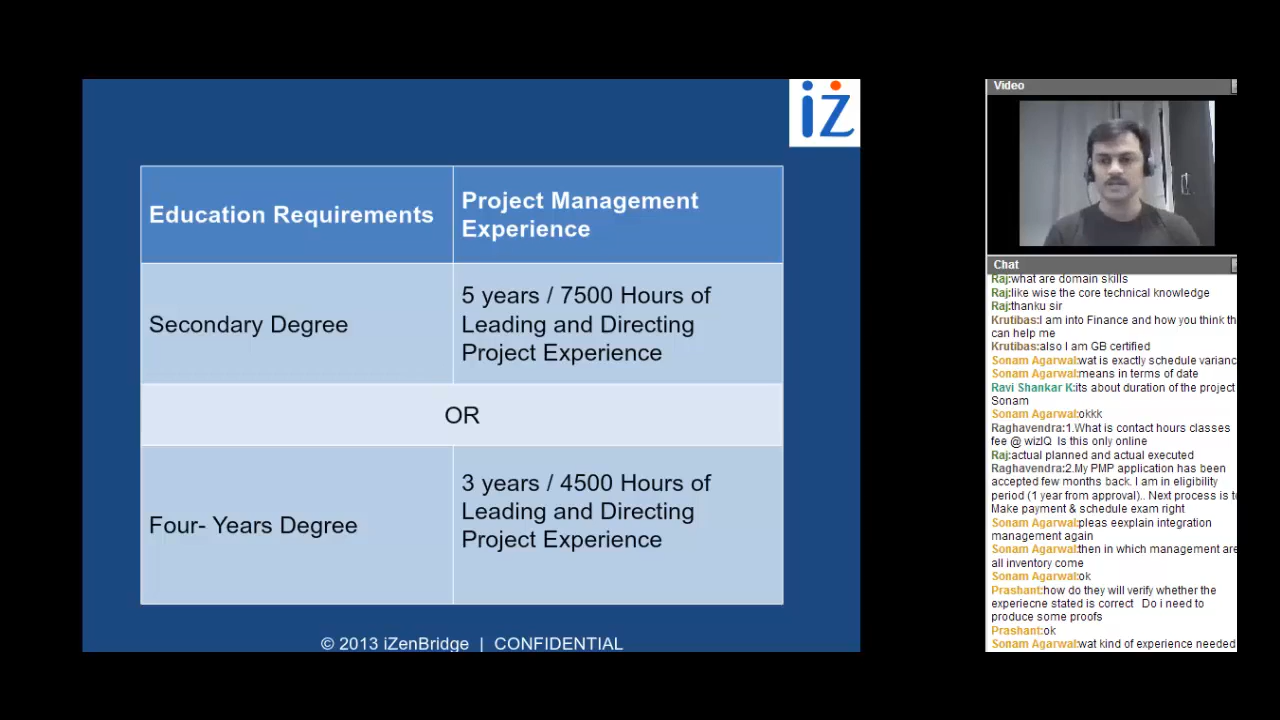 iz
Education Requirements
Project Management
Experience
Secondary Degree
5 years / 7500 Hours of
Leading and Directing
Project Experience
OR
Four- Years Degree
3 years / 4500 Hours of
Leading and Directing
Project Experience
© 2013 iZenBridge | CONFIDENTIAL
Video
Chat
Raj:what are domain skills
Raj:like wise the core technical knowledge
Raj:thanku sir
Krutibas:I am into Finance and how you think th
can help me
Krutibas:also I am GB certified
Sonam Agarwal:wat is exactly schedule varianc
Sonam Agarwal:means in terms of date
Ravi Shankar K:its about duration of the project
Sonam
Sonam Agarwal:okkk
Raghavendra:1.What is contact hours classes
fee @ wizIQ Is this only online
Raj:actual planned and actual executed
Raghavendra:2.My PMP application has been
accepted few months back. I am in eligibility
period (1 year from approval).. Next process is to
Make payment & schedule exam right
Sonam Agarwal:pleas eexplain integration
management again
Sonam Agarwal:then in which management are
all inventory come
Sonam Agarwal:ok
Prashant:how do they will verify whether the
experiecne stated is correct Do i need to
produce some proofs
Prashant:ok
Sonam Agarwal:wat kind of experience needed